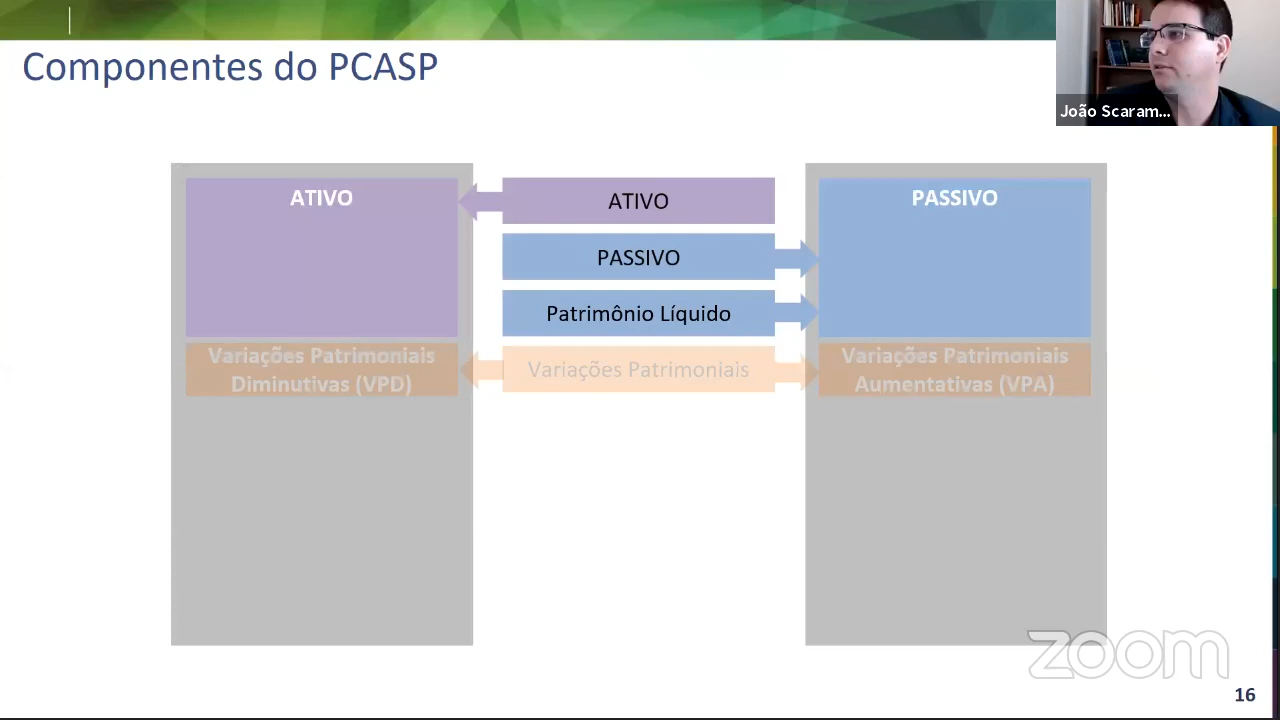 Componentes do PCASP
João Scaram...
ATIVO
ATIVO
PASSIVO
PASSIVO
Patrimônio Líquido
Variações Patrimoniais
Diminutivas (VPD)
Variações Patrimoniais
Variações Patrimoniais
Aumentativas (VPA)
zoom
16